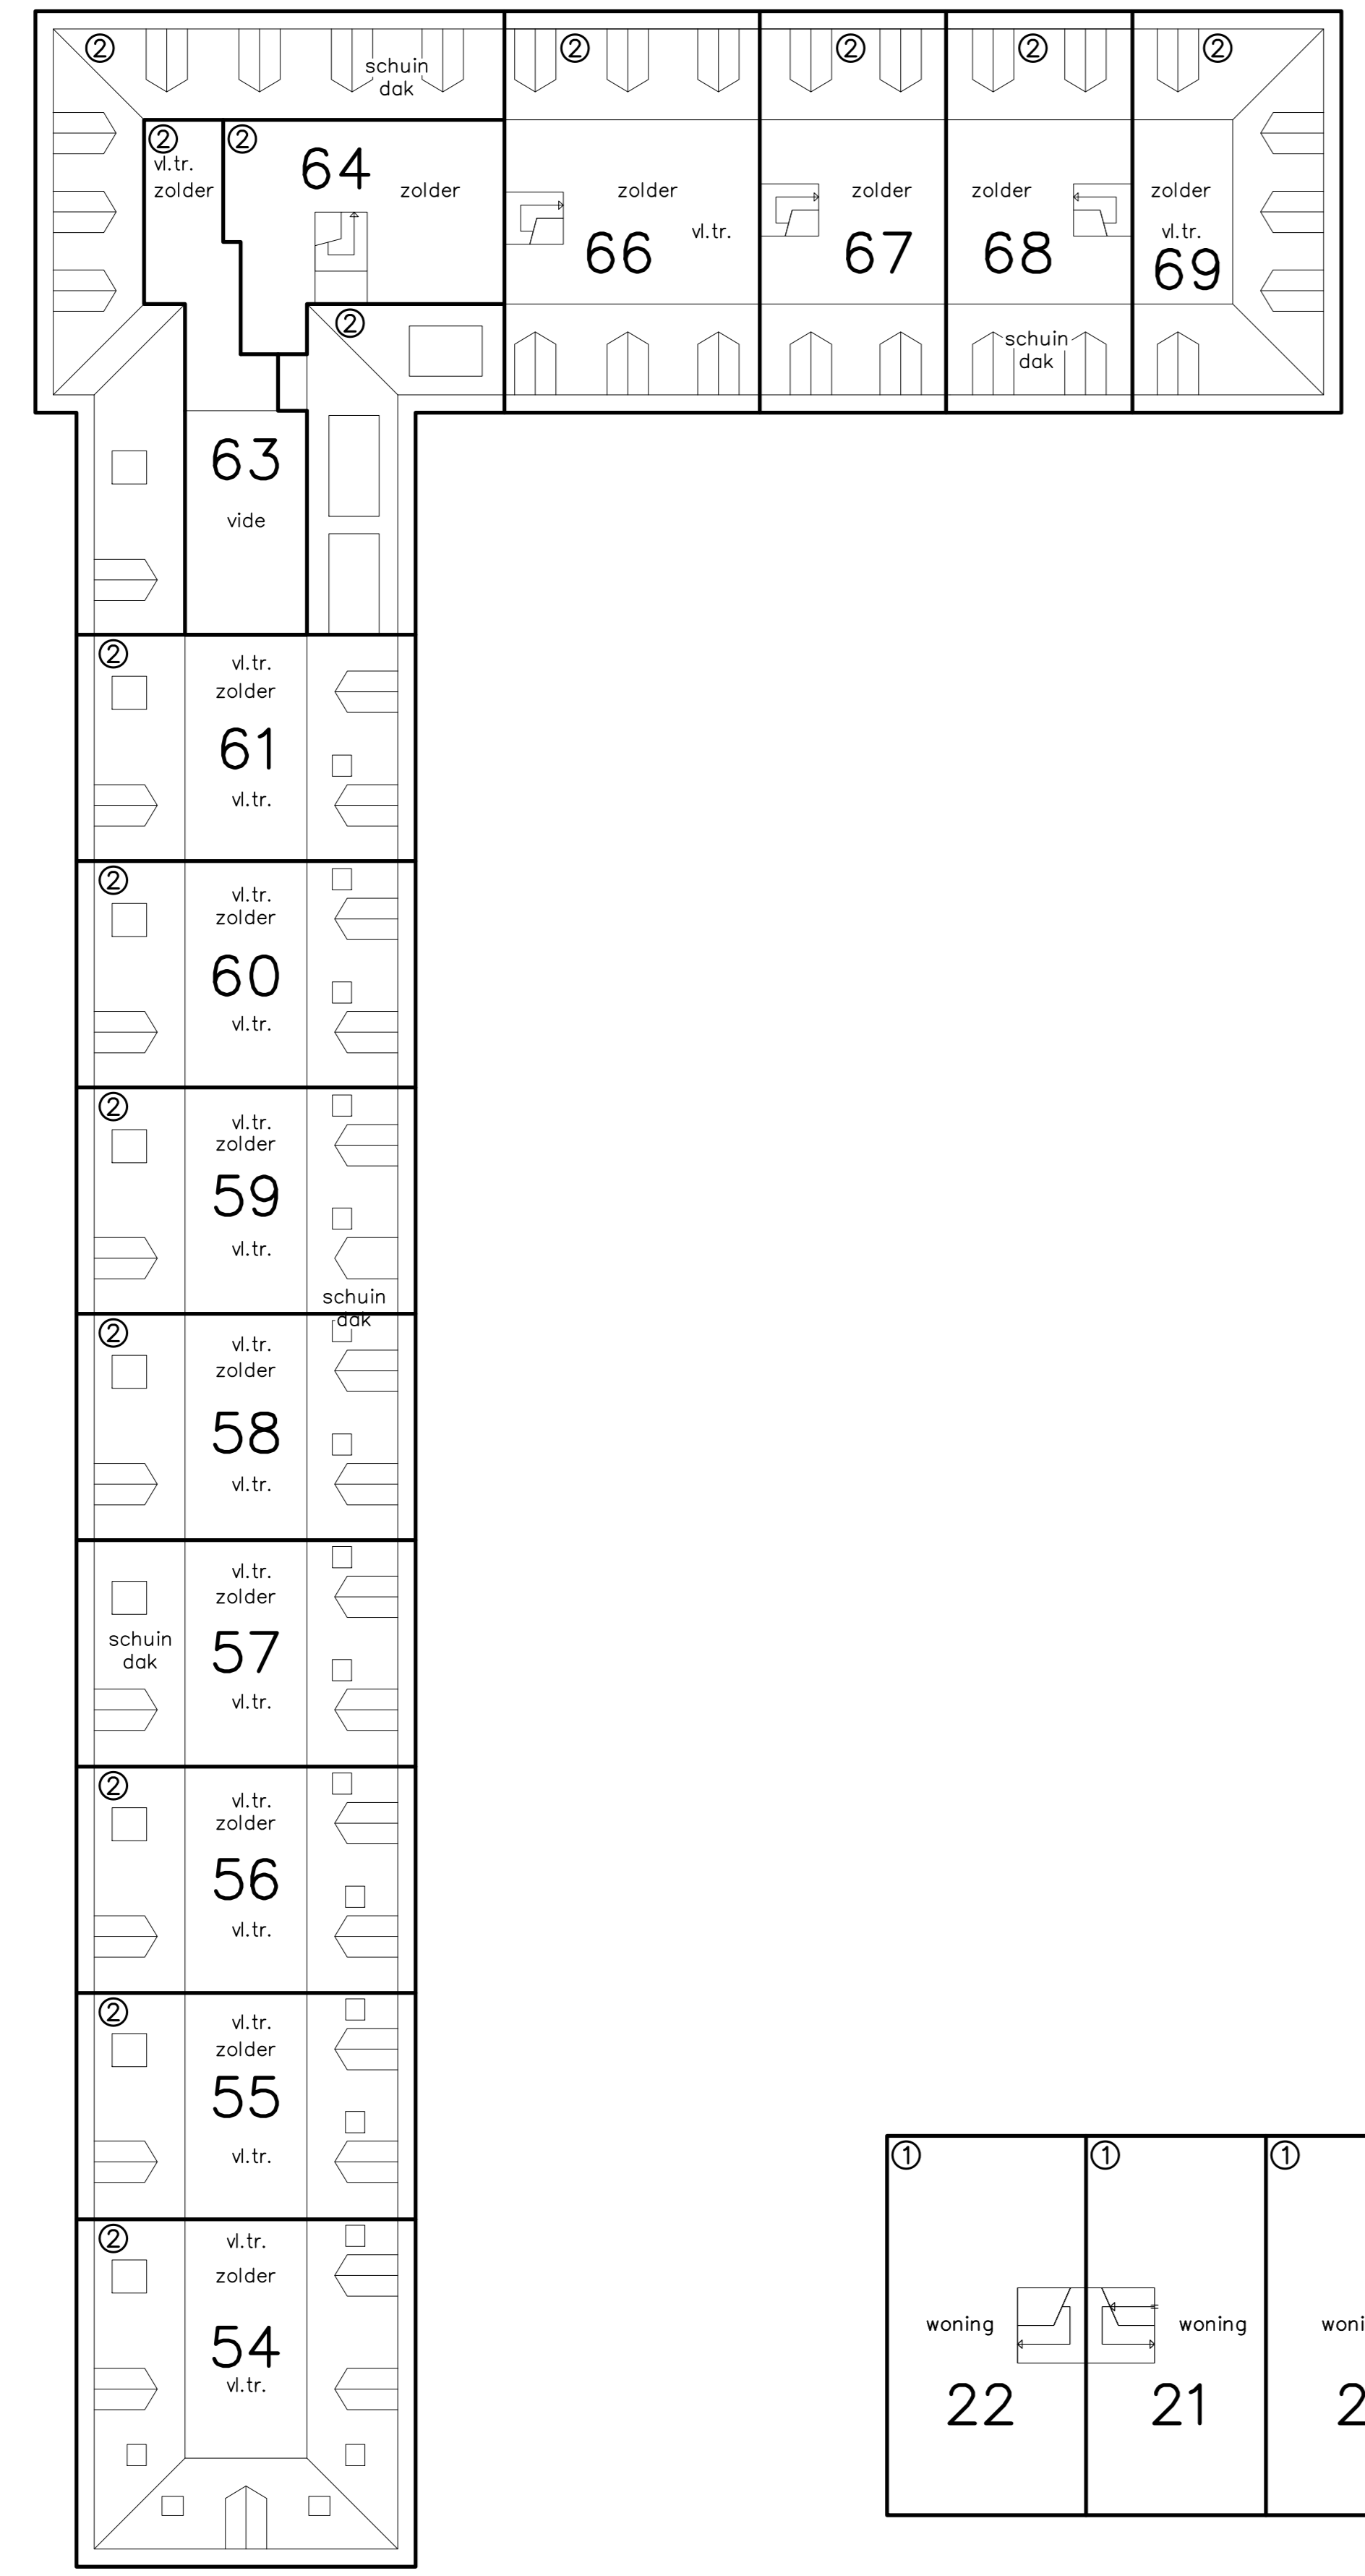 ② ② ② ② ②
schuin
dak
② ②
vl.tr.
zolder
64
zolder
zolder
66
vl.tr.
zolder
67
zolder
68
zolder
vl.tr.
69
②
schuin
dak
63
vide
②
vl.tr.
zolder
61
vl.tr.
②
vl.tr.
zolder
60
vl.tr.
②
vl.tr.
zolder
59
vl.tr.
schuin
dak
②
vl.tr.
zolder
58
vl.tr.
vl.tr.
zolder
schuin
dak
57
vl.tr.
②
vl.tr.
zolder
56
vl.tr.
②
vl.tr.
zolder
55
vl.tr.
②
vl.tr.
zolder
54
vl.tr.
① ① ①
woning
22
woning
21